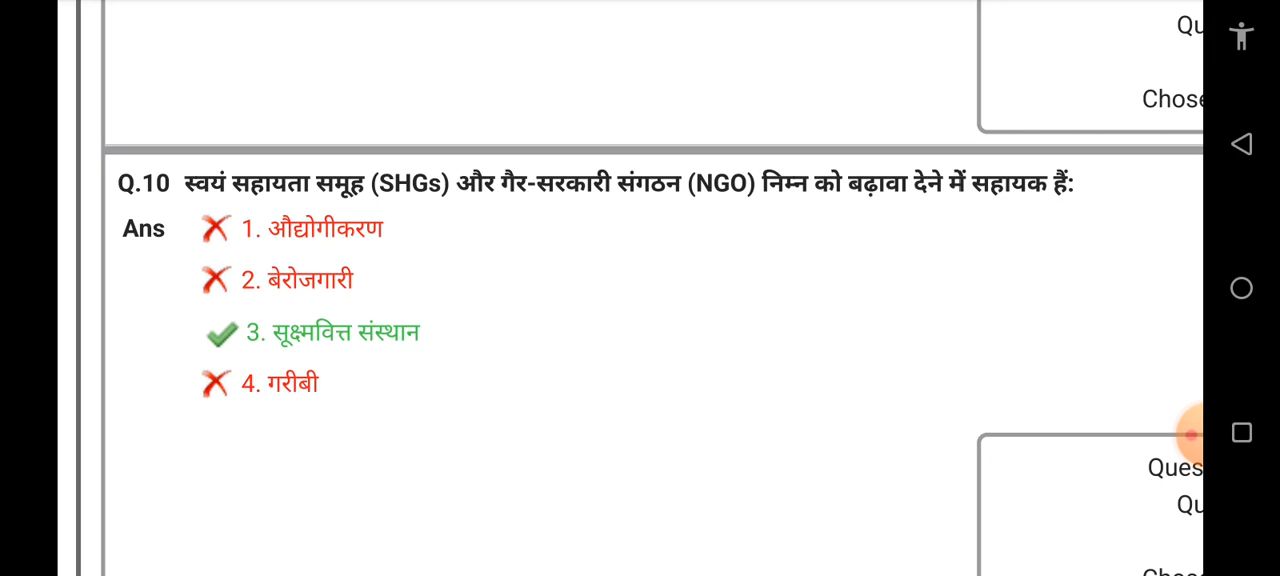 Qu
Chose
Q.10 स्वयं सहायता समूह (SHGs) और गैर-सरकारी संगठन (NGO) निम्न को बढ़ावा देने में सहायक हैं:
Ans 1. औद्योगीकरण
2. बेरोजगारी
3. सूक्ष्मवित्त संस्थान
4. गरीबी
Ques
Qu